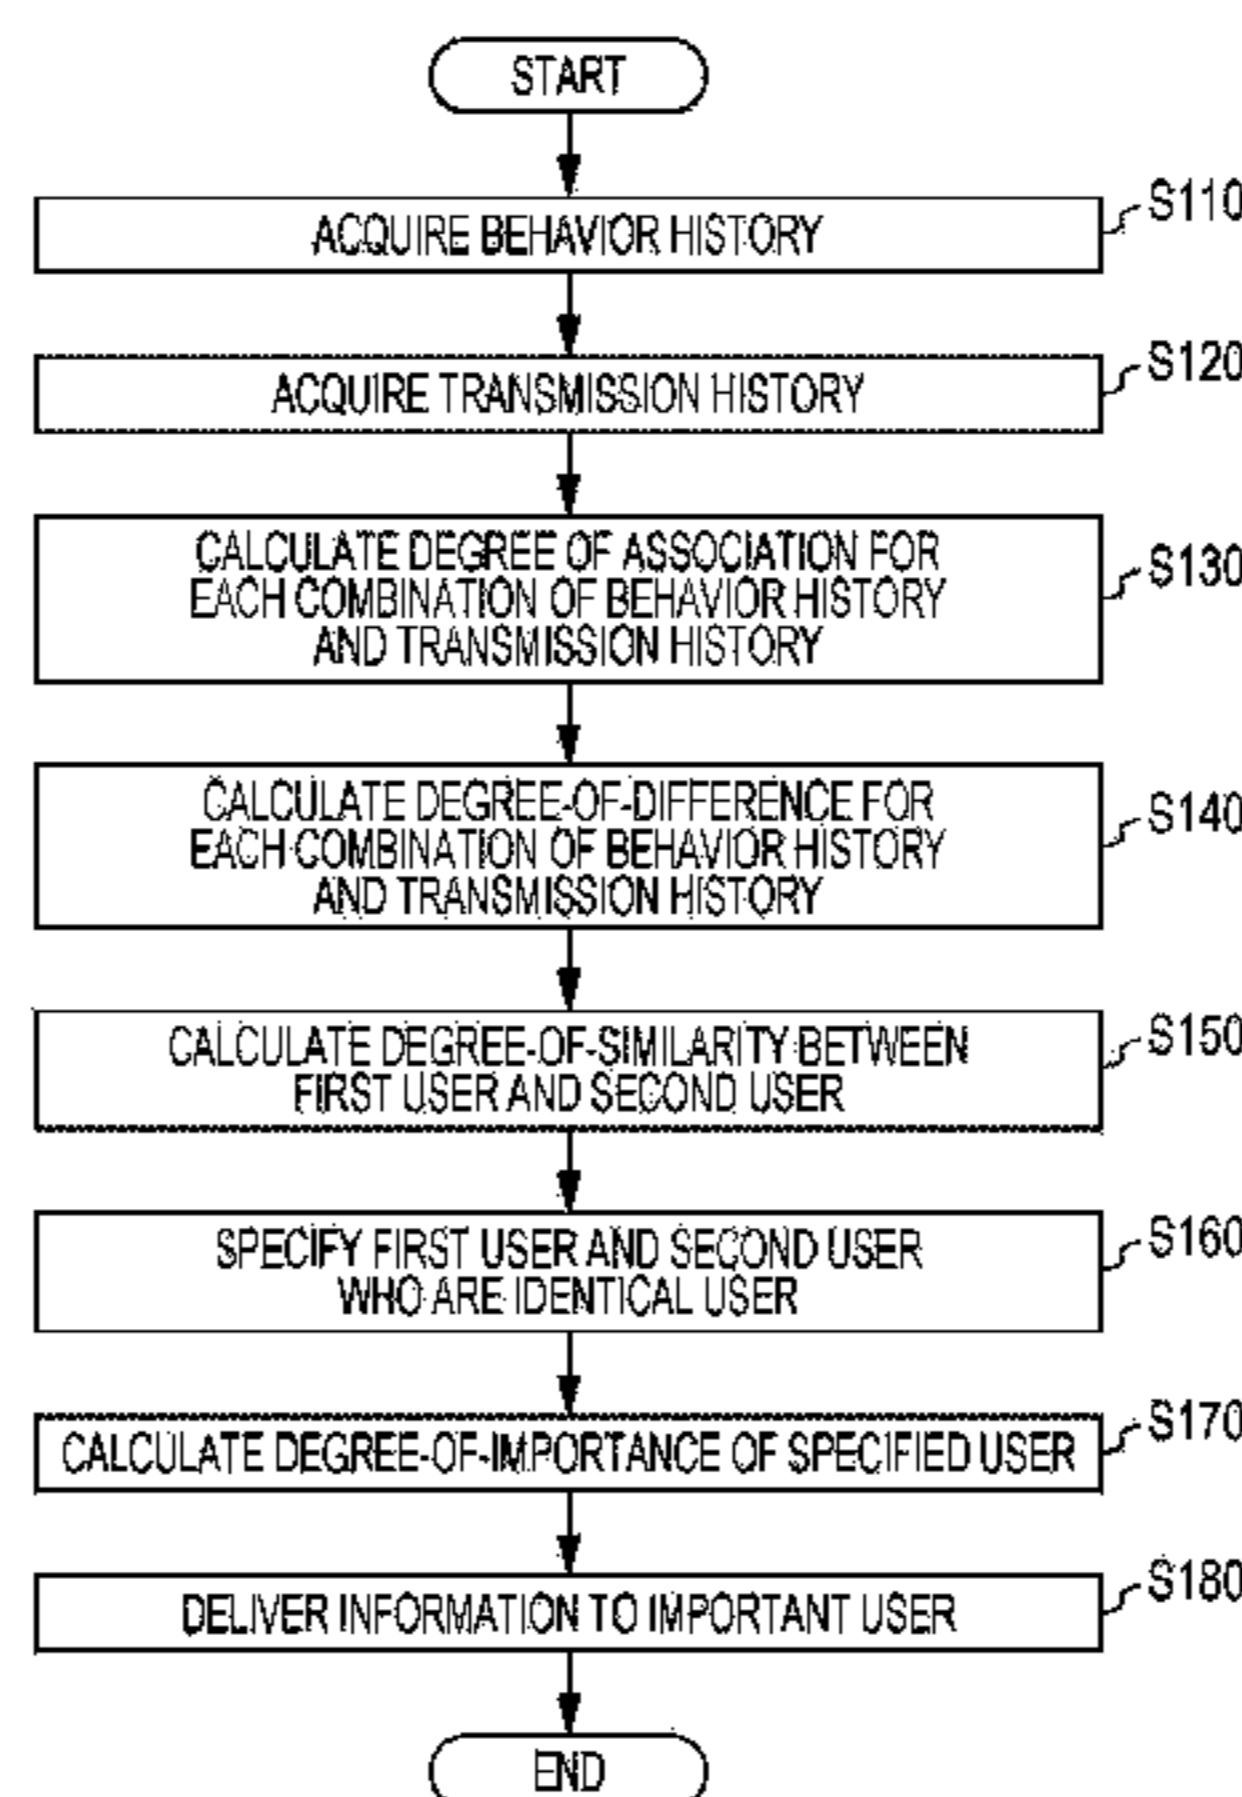 START
ACQUIRE BEHAVIOR HISTORY
S110
ACQUIRE TRANSMISSION HISTORY
S120
CALCULATE DEGREE OF ASSOCIATION FOR
EACH COMBINATION OF BEHAVIOR HISTORY
AND TRANSMISSION HISTORY
S130
CALCULATE DEGREE-OF-DIFFERENCE FOR
EACH COMBINATION OF BEHAVIOR HISTORY
AND TRANSMISSION HISTORY
S140
CALCULATE DEGREE-OF-SIMILARITY BETWEEN
FIRST USER AND SECOND USER
S150
SPECIFY FIRST USER AND SECOND USER
WHO ARE IDENTICAL USER
S160
CALCULATE DEGREE-OF-IMPORTANCE OF SPECIFIED USER
S170
DELIVER INFORMATION TO IMPORTANT USER
S180
END